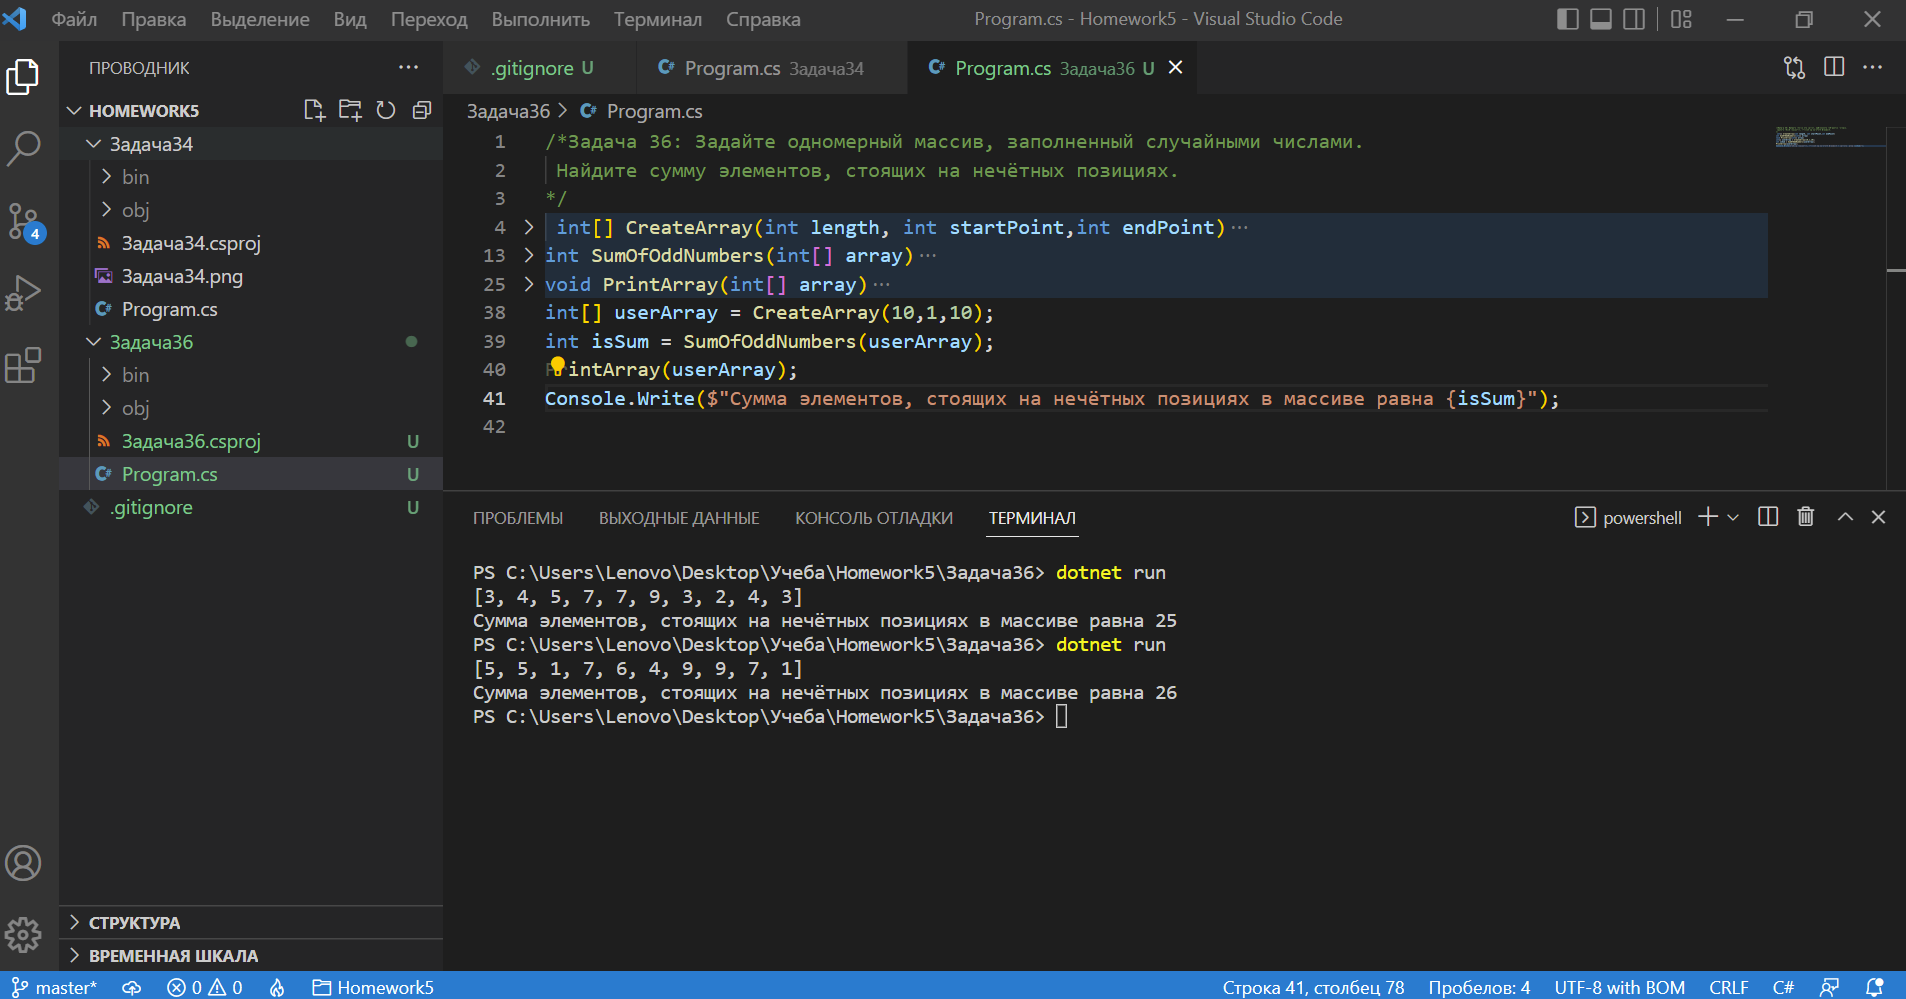 Файл Правка Выделение Вид Переход Выполнить Терминал Справка Program.cs - Homework5 - Visual Studio Code
ПРОВОДНИК
HOMEWORK5
Задача34
bin
obj
Задача34.csproj
Задача34.png
Program.cs
Задача36
bin
obj
Задача36.csproj U
Program.cs U
.gitignore U
СТРУКТУРА
ВРЕМЕННАЯ ШКАЛА
4
.gitignore U Program.cs Задача34 Program.cs Задача36 U
Задача36 > Program.cs
1 /*Задача 36: Задайте одномерный массив, заполненный случайными числами.
2 Найдите сумму элементов, стоящих на нечётных позициях.
3 */
4 int[] CreateArray(int length, int startPoint,int endPoint)···
13 int SumOfOddNumbers(int[] array)···
25 void PrintArray(int[] array)···
38 int[] userArray = CreateArray(10,1,10);
39 int isSum = SumOfOddNumbers(userArray);
40 intArray(userArray);
41 Console.Write($"Сумма элементов, стоящих на нечётных позициях в массиве равна {isSum}");
42
ПРОБЛЕМЫ ВЫХОДНЫЕ ДАННЫЕ КОНСОЛЬ ОТЛАДКИ ТЕРМИНАЛ powershell
PS C:\Users\Lenovo\Desktop\Учеба\Homework5\Задача36> dotnet run
[3, 4, 5, 7, 7, 9, 3, 2, 4, 3]
Сумма элементов, стоящих на нечётных позициях в массиве равна 25
PS C:\Users\Lenovo\Desktop\Учеба\Homework5\Задача36> dotnet run
[5, 5, 1, 7, 6, 4, 9, 9, 7, 1]
Сумма элементов, стоящих на нечётных позициях в массиве равна 26
PS C:\Users\Lenovo\Desktop\Учеба\Homework5\Задача36>
master* 0 0 Homework5 Строка 41, столбец 78 Пробелов: 4 UTF-8 with BOM CRLF C#